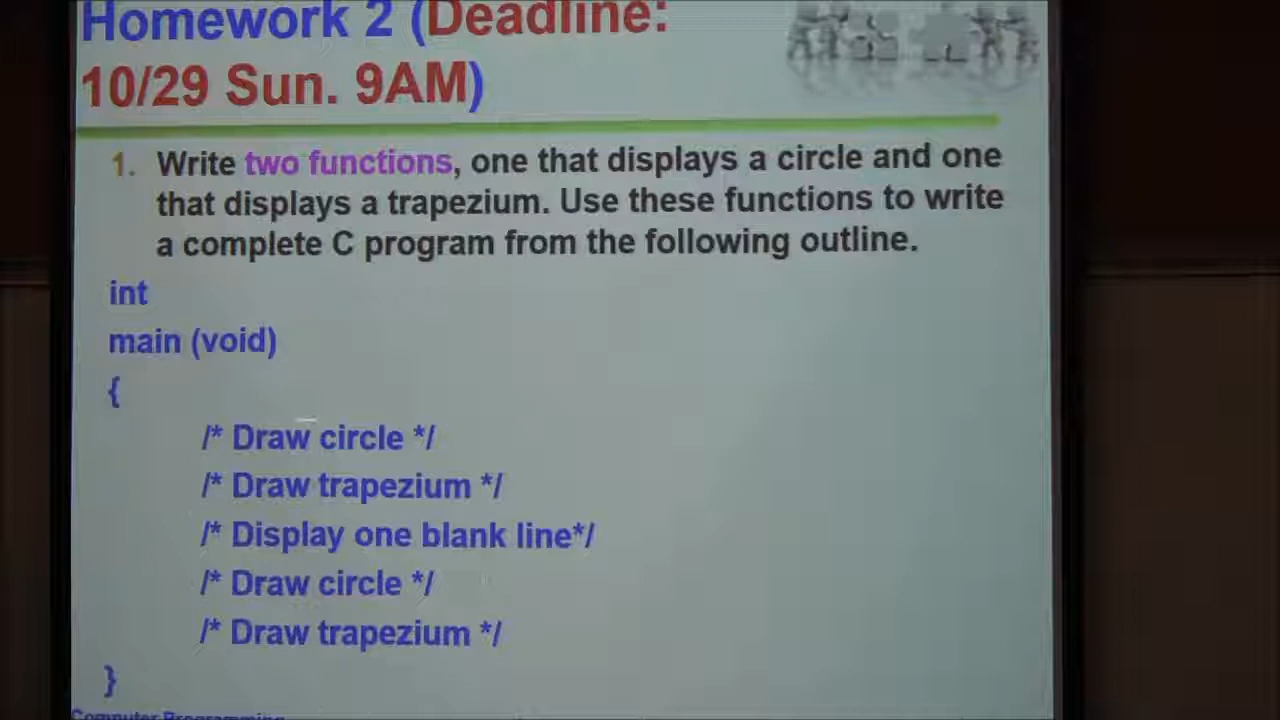 Homework 2 (Deadline:
10/29 Sun. 9AM)
1. Write two functions, one that displays a circle and one
that displays a trapezium. Use these functions to write
a complete C program from the following outline.
int
main (void)
{
/* Draw circle */
/* Draw trapezium */
/* Display one blank line*/
/* Draw circle */
/* Draw trapezium */
}
Computer Programming